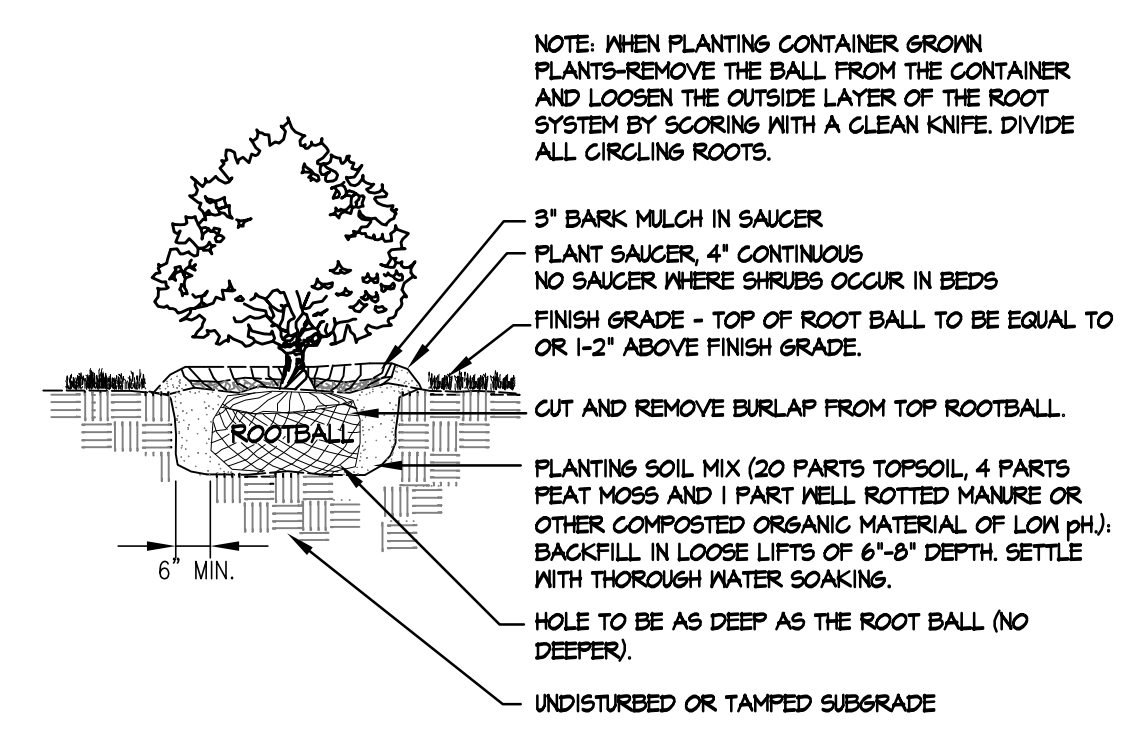 NOTE: WHEN PLANTING CONTAINER GROWN
PLANTS-REMOVE THE BALL FROM THE CONTAINER
AND LOOSEN THE OUTSIDE LAYER OF THE ROOT
SYSTEM BY SCORING WITH A CLEAN KNIFE. DIVIDE
ALL CIRCLING ROOTS.
3" BARK MULCH IN SAUCER
PLANT SAUCER, 4" CONTINUOUS
NO SAUCER WHERE SHRUBS OCCUR IN BEDS
FINISH GRADE - TOP OF ROOT BALL TO BE EQUAL TO
OR 1-2" ABOVE FINISH GRADE.
CUT AND REMOVE BURLAP FROM TOP ROOTBALL.
ROOTBALL
PLANTING SOIL MIX (20 PARTS TOPSOIL, 4 PARTS
PEAT MOSS AND 1 PART WELL ROTTED MANURE OR
OTHER COMPOSTED ORGANIC MATERIAL OF LOW pH.):
BACKFILL IN LOOSE LIFTS OF 6"-8" DEPTH. SETTLE
WITH THOROUGH WATER SOAKING.
6" MIN.
HOLE TO BE AS DEEP AS THE ROOT BALL (NO
DEEPER).
UNDISTURBED OR TAMPED SUBGRADE